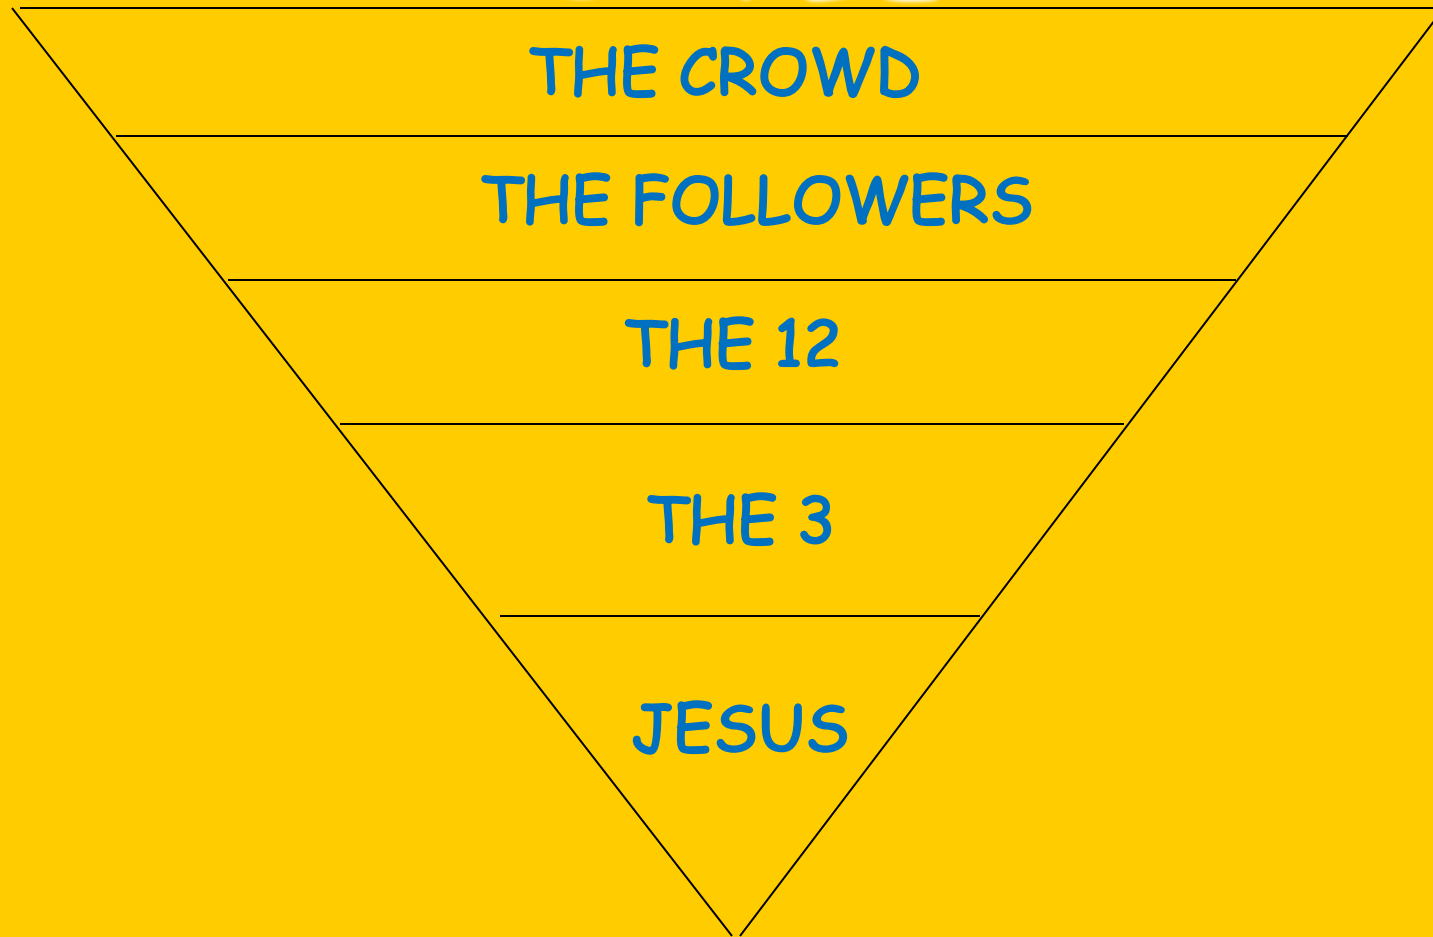 THE CROWD
THE FOLLOWERS
THE 12
THE 3
JESUS